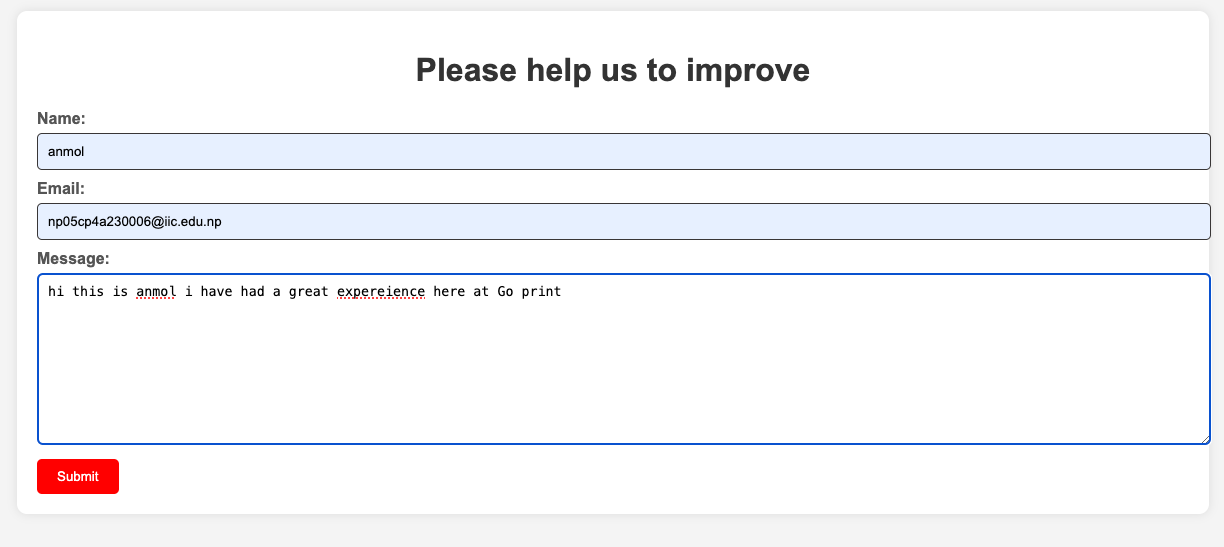 Please help us to improve
Name:
anmol
Email:
np05cp4a230006@iic.edu.np
Message:
hi this is anmol i have had a great expereience here at Go print
Submit